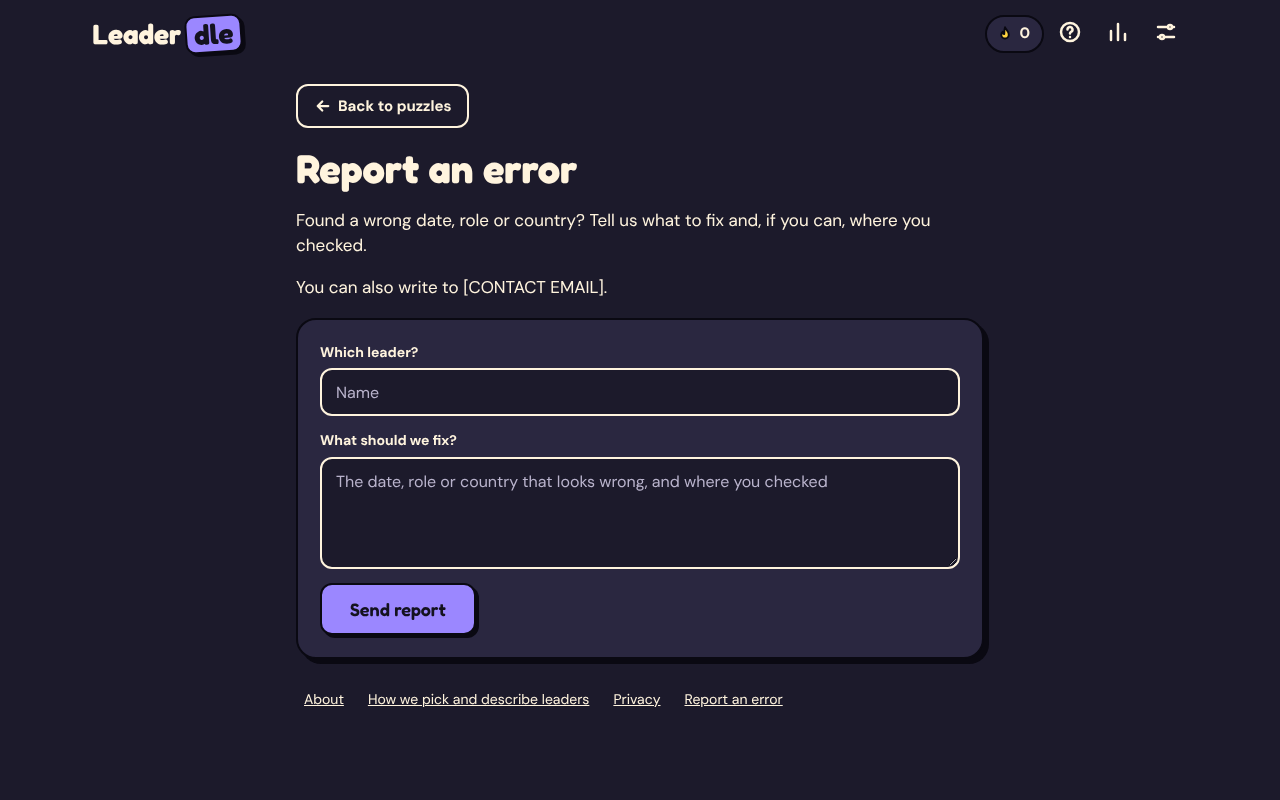 Leader dle
0
Back to puzzles
Report an error
Found a wrong date, role or country? Tell us what to fix and, if you can, where you
checked.
You can also write to [CONTACT EMAIL].
Which leader?
Name
What should we fix?
The date, role or country that looks wrong, and where you checked
Send report
About How we pick and describe leaders Privacy Report an error